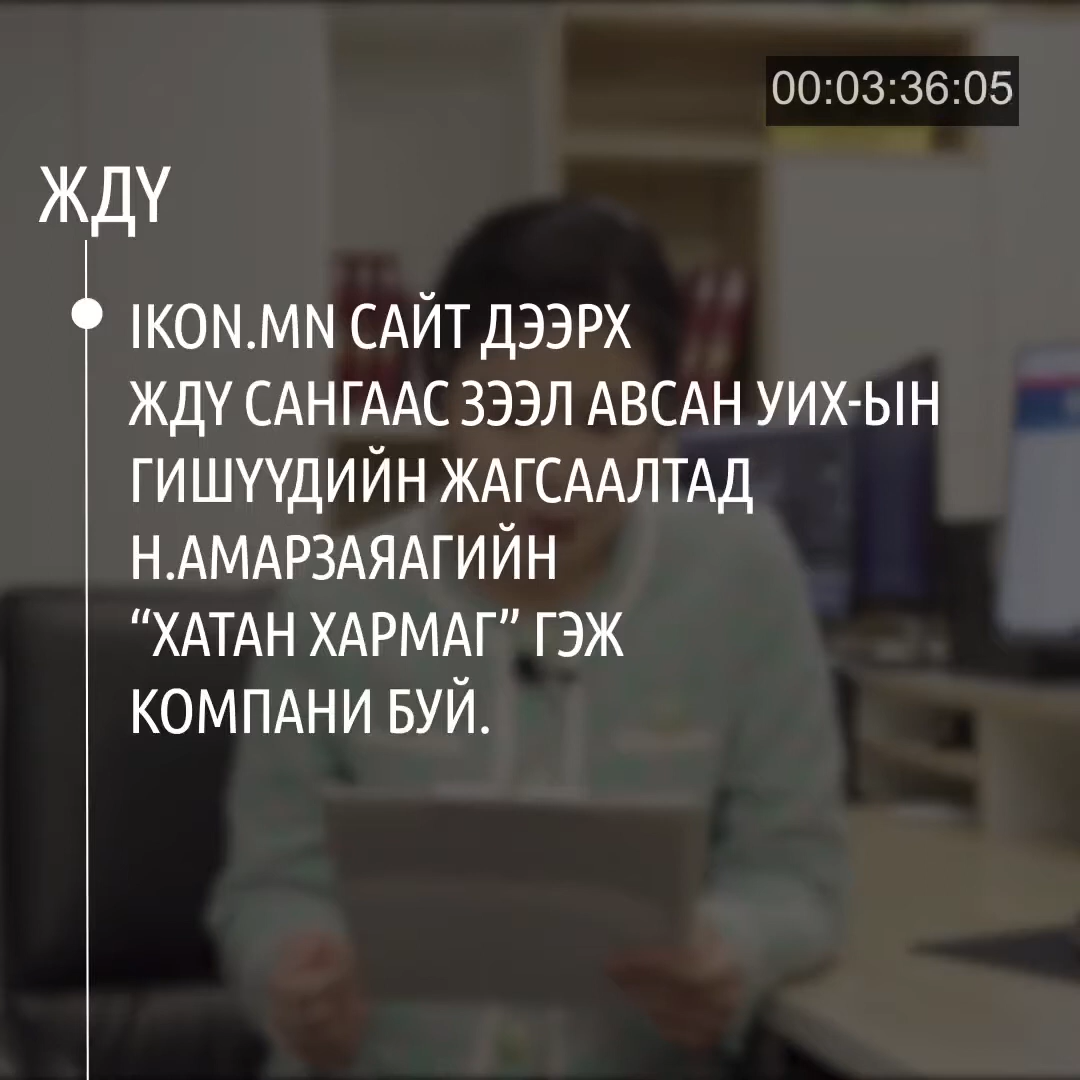 00:03:36:05
ЖДҮ
IKON.MN САЙТ ДЭЭРХ
ЖДҮ САНГААС ЗЭЭЛ АВСАН УИХ-ЫН
ГИШҮҮДИЙН ЖАГСААЛТАД
Н.АМАРЗАЯАГИЙН
“ХАТАН ХАРМАГ” ГЭЖ
КОМПАНИ БУЙ.